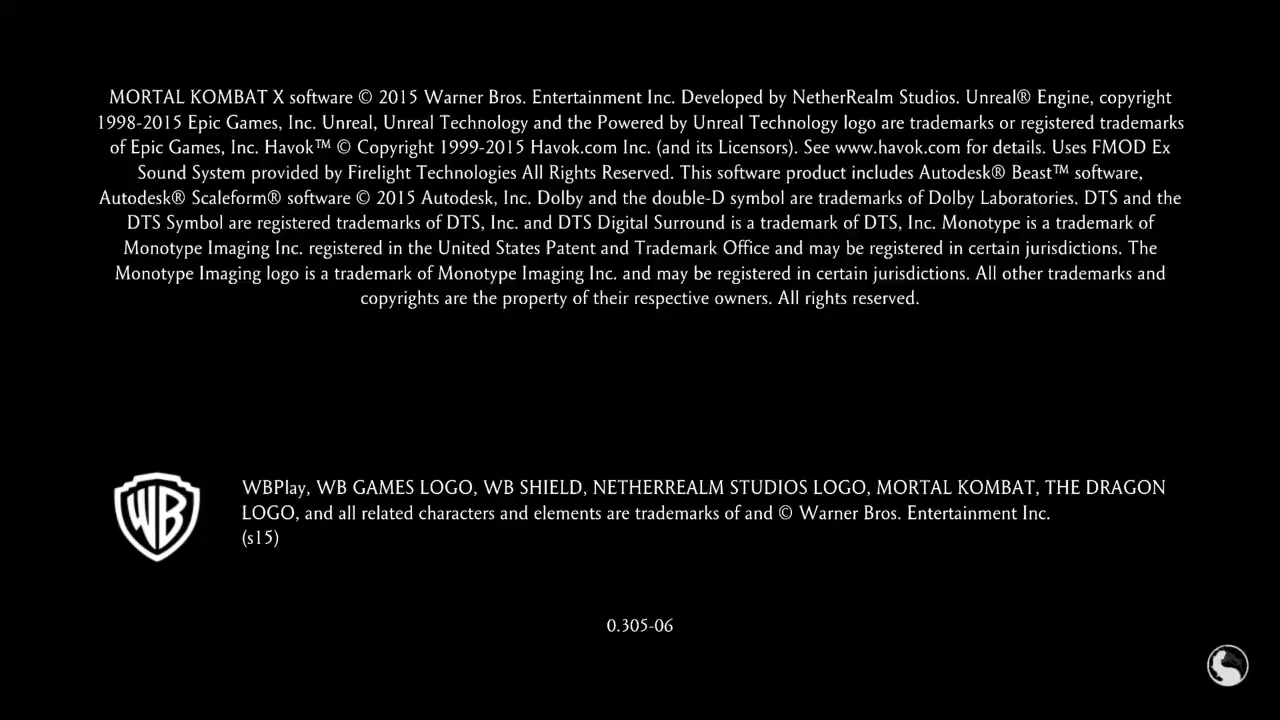 MORTAL KOMBAT X software © 2015 Warner Bros. Entertainment Inc. Developed by NetherRealm Studios. Unreal® Engine, copyright
1998-2015 Epic Games, Inc. Unreal, Unreal Technology and the Powered by Unreal Technology logo are trademarks or registered trademarks
of Epic Games, Inc. Havok™ © Copyright 1999-2015 Havok.com Inc. (and its Licensors). See www.havok.com for details. Uses FMOD Ex
Sound System provided by Firelight Technologies All Rights Reserved. This software product includes Autodesk® Beast™ software,
Autodesk® Scaleform® software © 2015 Autodesk, Inc. Dolby and the double-D symbol are trademarks of Dolby Laboratories. DTS and the
DTS Symbol are registered trademarks of DTS, Inc. and DTS Digital Surround is a trademark of DTS, Inc. Monotype is a trademark of
Monotype Imaging Inc. registered in the United States Patent and Trademark Office and may be registered in certain jurisdictions. The
Monotype Imaging logo is a trademark of Monotype Imaging Inc. and may be registered in certain jurisdictions. All other trademarks and
copyrights are the property of their respective owners. All rights reserved.
WB
WBPlay, WB GAMES LOGO, WB SHIELD, NETHERREALM STUDIOS LOGO, MORTAL KOMBAT, THE DRAGON
LOGO, and all related characters and elements are trademarks of and © Warner Bros. Entertainment Inc.
(s15)
0.305-06